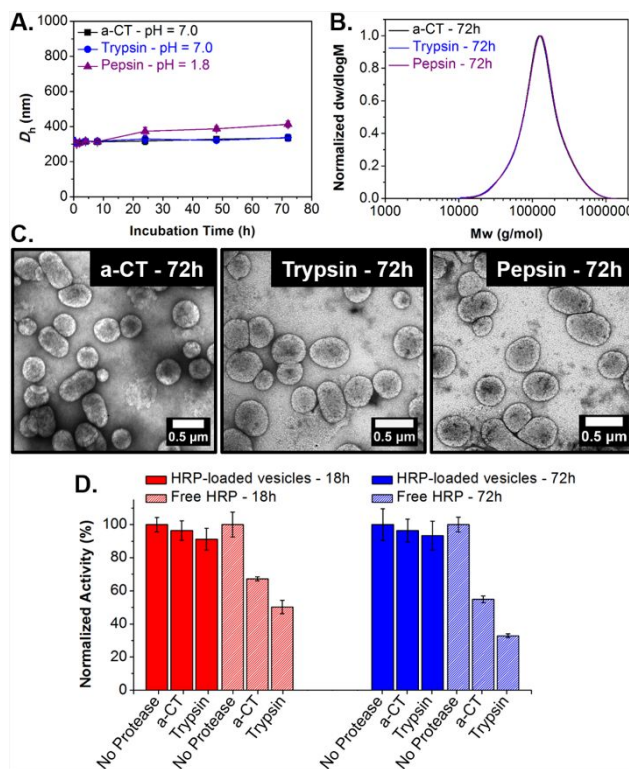 A.
a-CT - pH = 7.0
Trypsin - pH = 7.0
Pepsin - pH = 1.8
Dh (nm)
1000
800
600
400
200
0
0 10 20 30 40 50 60 70 80
Incubation Time (h)
B.
a-CT - 72h
Trypsin - 72h
Pepsin - 72h
Normalized dw/dlogM
1.0
0.8
0.6
0.4
0.2
0.0
1000 10000 100000 1000000
Mw (g/mol)
C.
a-CT - 72h
0.5 µm
Trypsin - 72h
0.5 µm
Pepsin - 72h
0.5 µm
D.
HRP-loaded vesicles - 18h
Free HRP - 18h
HRP-loaded vesicles - 72h
Free HRP - 72h
Normalized Activity (%)
100
80
60
40
20
0
No Protease
a-CT
Trypsin
No Protease
a-CT
Trypsin
No Protease
a-CT
Trypsin
No Protease
a-CT
Trypsin